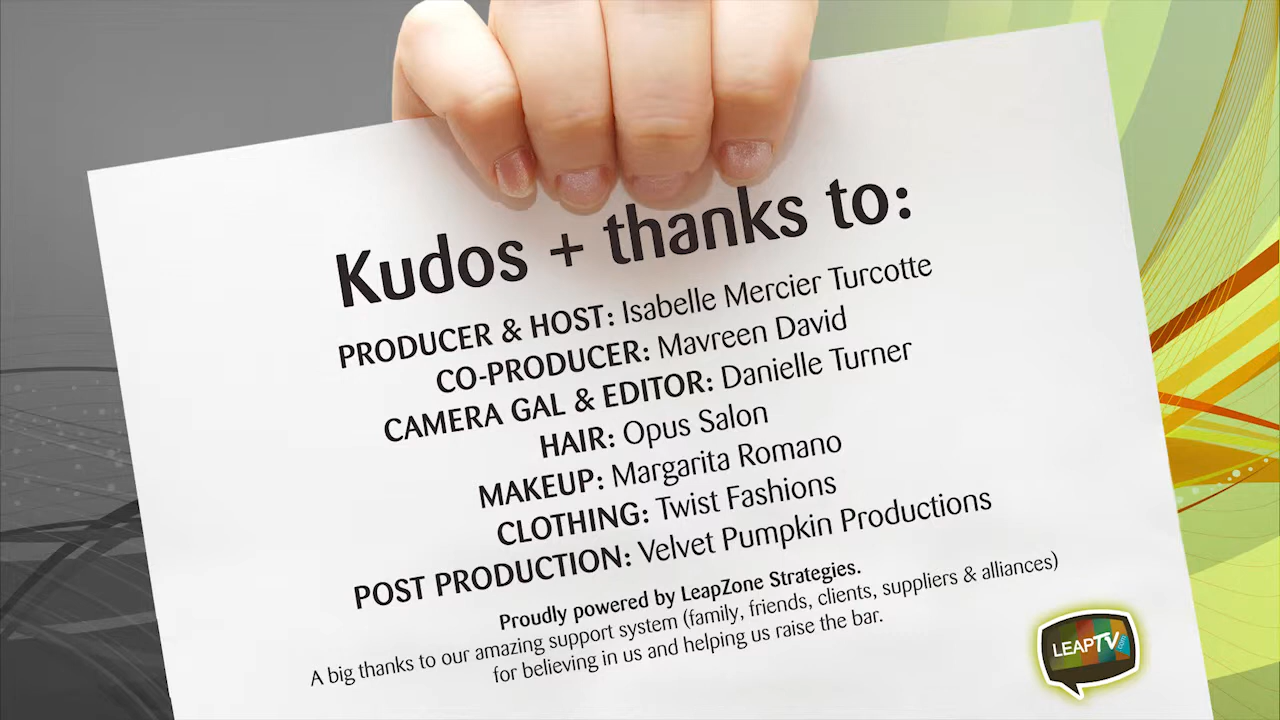 Kudos + thanks to:
PRODUCER & HOST: Isabelle Mercier Turcotte
CO-PRODUCER: Mavreen David
CAMERA GAL & EDITOR: Danielle Turner
HAIR: Opus Salon
MAKEUP: Margarita Romano
CLOTHING: Twist Fashions
POST PRODUCTION: Velvet Pumpkin Productions
Proudly powered by LeapZone Strategies.
A big thanks to our amazing support system (family, friends, clients, suppliers & alliances)
for believing in us and helping us raise the bar.
LEAPTV.com